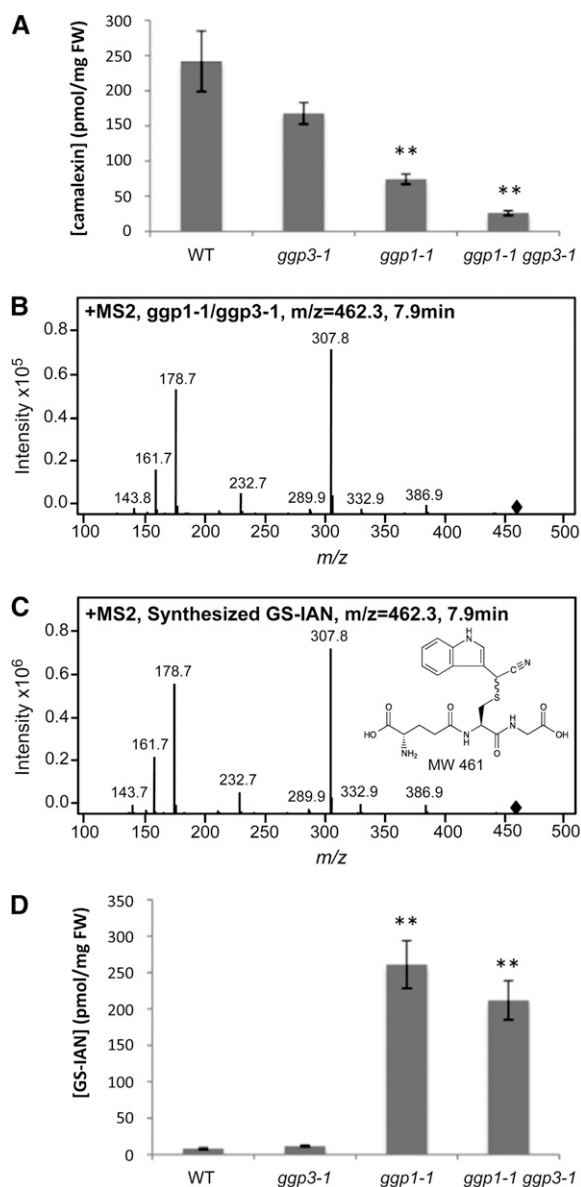 A
[camalexin] (pmol/mg FW)
300
250
200
150
100
50
0
**
**
WT
ggp3-1
ggp1-1
ggp1-1 ggp3-1
B
+MS2, ggp1-1/ggp3-1, m/z=462.3, 7.9min
Intensity x10⁵
0.8
0.6
0.4
0.2
0.0
143.8
161.7
178.7
232.7
289.9
307.8
332.9
386.9
100 150 200 250 300 350 400 450 500
m/z
C
+MS2, Synthesized GS-IAN, m/z=462.3, 7.9min
Intensity x10⁶
0.8
0.6
0.4
0.2
0.0
143.7
161.7
178.7
232.7
289.9
307.8
332.9
386.9
H
N
C
N
S
O
HO
NH₂
O
N
H
O
H
N
O
OH
MW 461
100 150 200 250 300 350 400 450 500
m/z
D
[GS-IAN] (pmol/mg FW)
350
300
250
200
150
100
50
0
**
**
WT
ggp3-1
ggp1-1
ggp1-1 ggp3-1